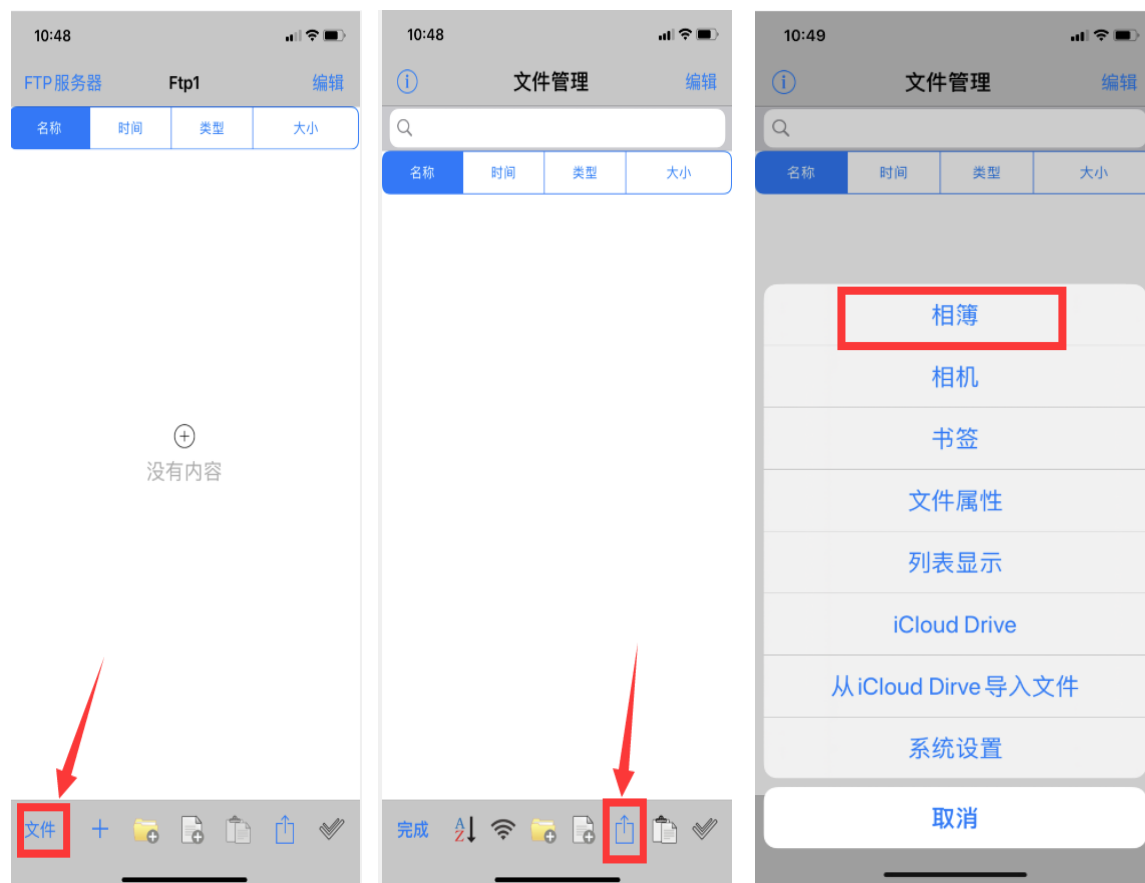 10:48
FTP服务器 Ftp1 编辑
名称 时间 类型 大小
没有内容
文件
10:48
文件管理 编辑
名称 时间 类型 大小
完成
10:49
文件管理 编辑
名称 时间 类型 大小
相簿
相机
书签
文件属性
列表显示
iCloud Drive
从iCloud Dirve导入文件
系统设置
取消